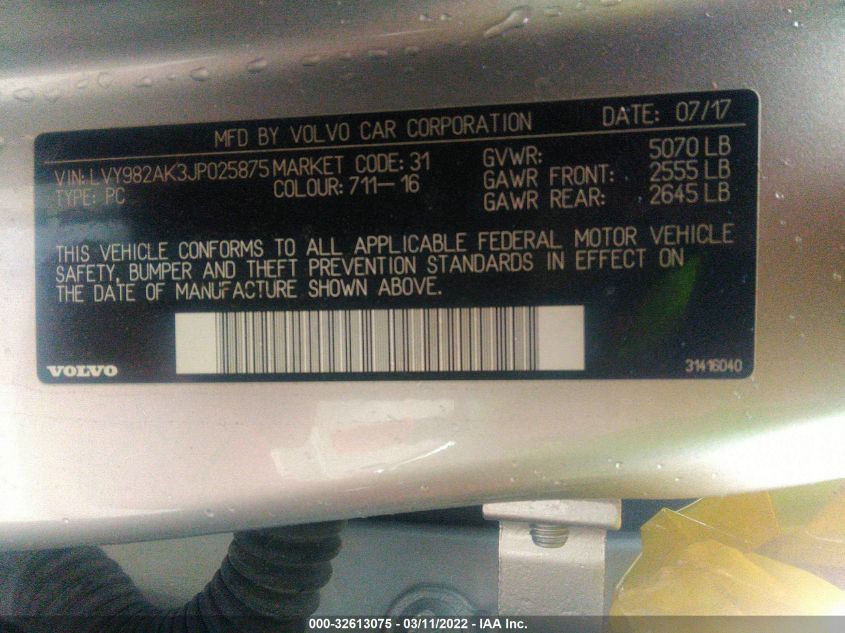 MFD BY VOLVO CAR CORPORATION DATE: 07/17
VIN: LVY982AK3JP025875 MARKET CODE: 31 GVWR: 5070 LB
TYPE: PC COLOUR: 711-16 GAWR FRONT: 2555 LB
GAWR REAR: 2645 LB
THIS VEHICLE CONFORMS TO ALL APPLICABLE FEDERAL MOTOR VEHICLE
SAFETY, BUMPER AND THEFT PREVENTION STANDARDS IN EFFECT ON
THE DATE OF MANUFACTURE SHOWN ABOVE.
VOLVO 31416040
000-32613075 - 03/11/2022 - IAA Inc.